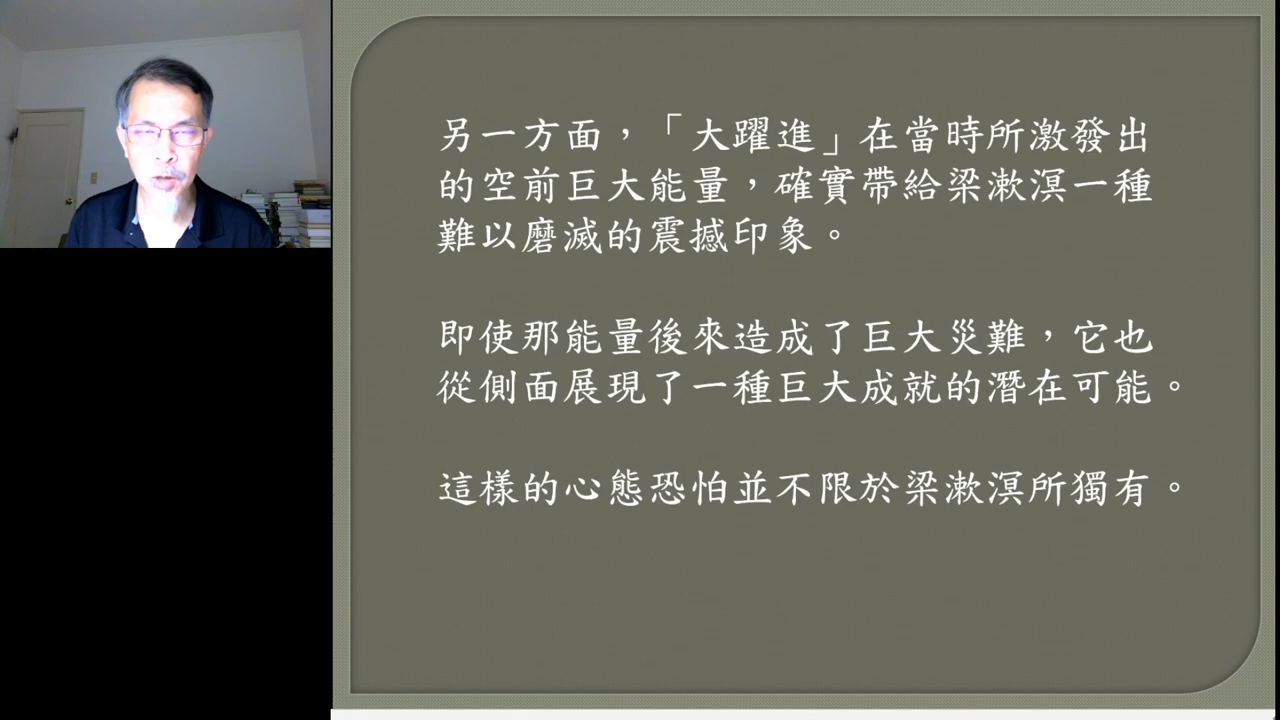 另一方面，「大躍進」在當時所激發出
的空前巨大能量，確實帶給梁漱溟一種
難以磨滅的震撼印象。
即使那能量後來造成了巨大災難，它也
從側面展現了一種巨大成就的潛在可能。
這樣的心態恐怕並不限於梁漱溟所獨有。